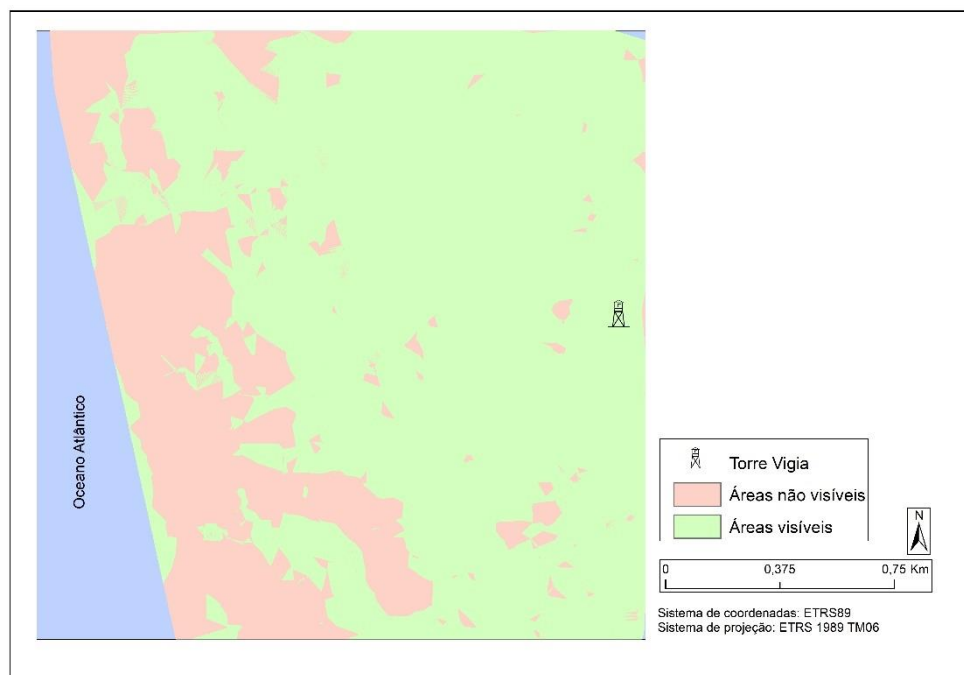 Oceano Atlântico
Torre Vigia
Áreas não visíveis
Áreas visíveis
N
0 0,375 0,75 Km
Sistema de coordenadas: ETRS89
Sistema de projeção: ETRS 1989 TM06